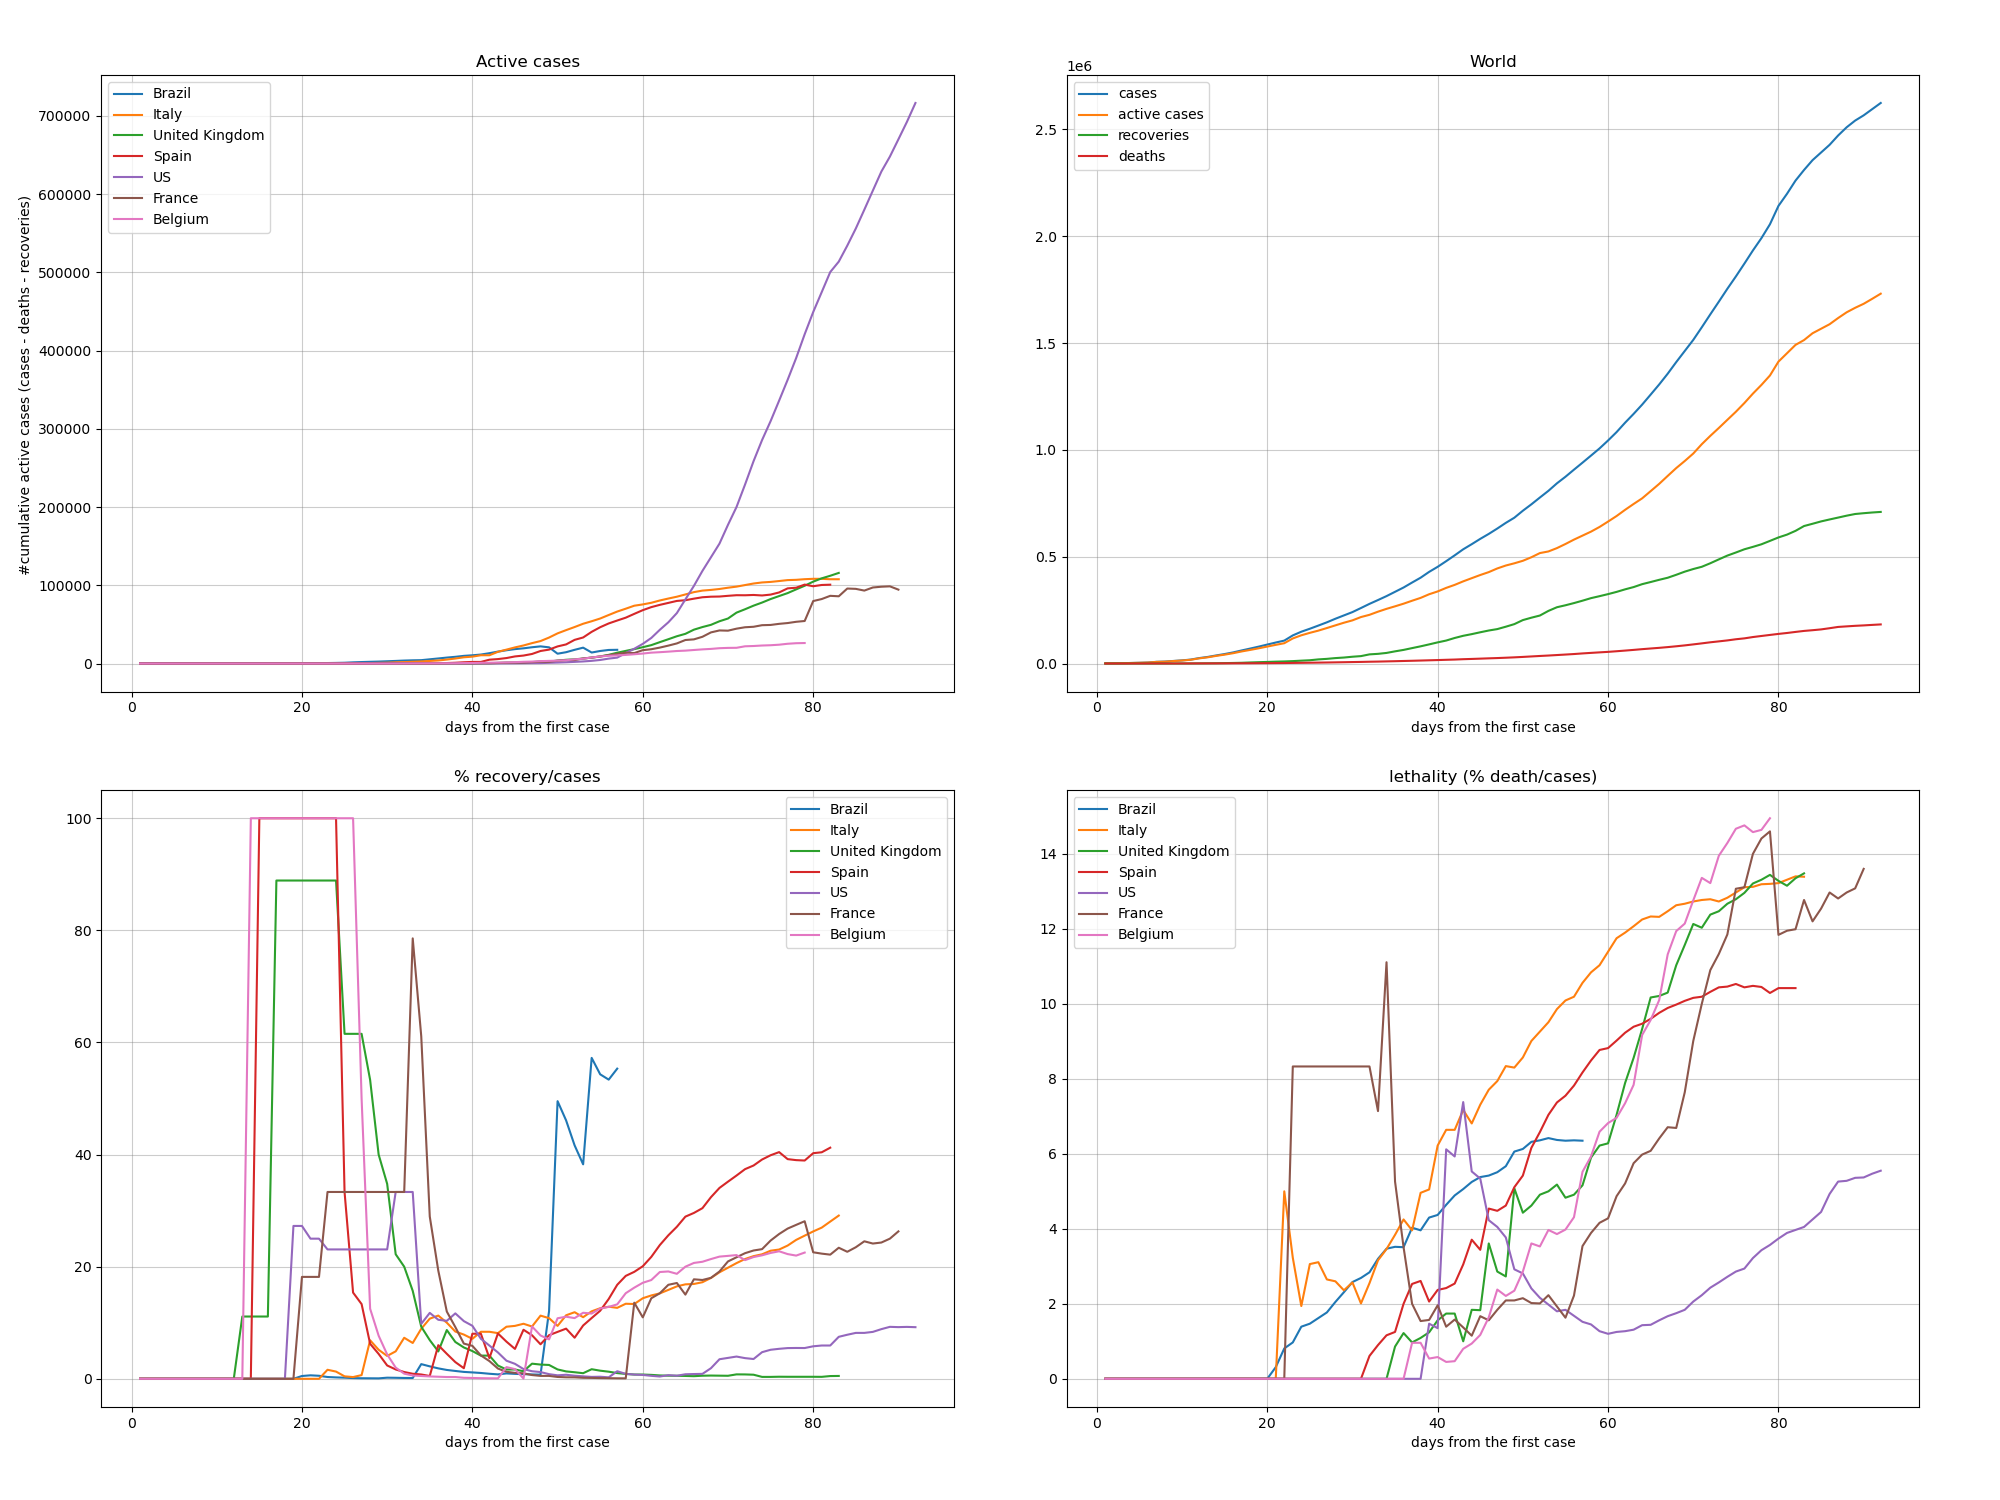 Active cases
Brazil
Italy
United Kingdom
Spain
US
France
Belgium
700000
600000
500000
400000
300000
200000
100000
0
#cumulative active cases (cases - deaths - recoveries)
0 20 40 60 80
days from the first case
World
1e6
cases
active cases
recoveries
deaths
2.5
2.0
1.5
1.0
0.5
0.0
0 20 40 60 80
days from the first case
% recovery/cases
Brazil
Italy
United Kingdom
Spain
US
France
Belgium
100
80
60
40
20
0
0 20 40 60 80
days from the first case
lethality (% death/cases)
Brazil
Italy
United Kingdom
Spain
US
France
Belgium
14
12
10
8
6
4
2
0
0 20 40 60 80
days from the first case